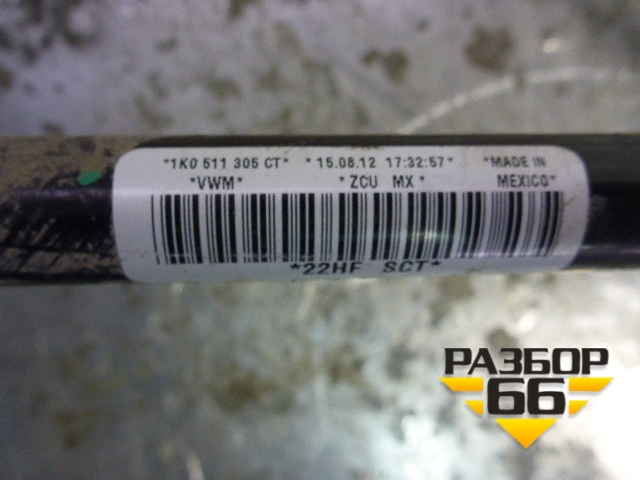 *1K0 511 305 CT* *15.08.12 17:32:57* *MADE IN
*VWM* *ZCU MX* MEXICO*
*22HF SCT*
РАЗБОР
66